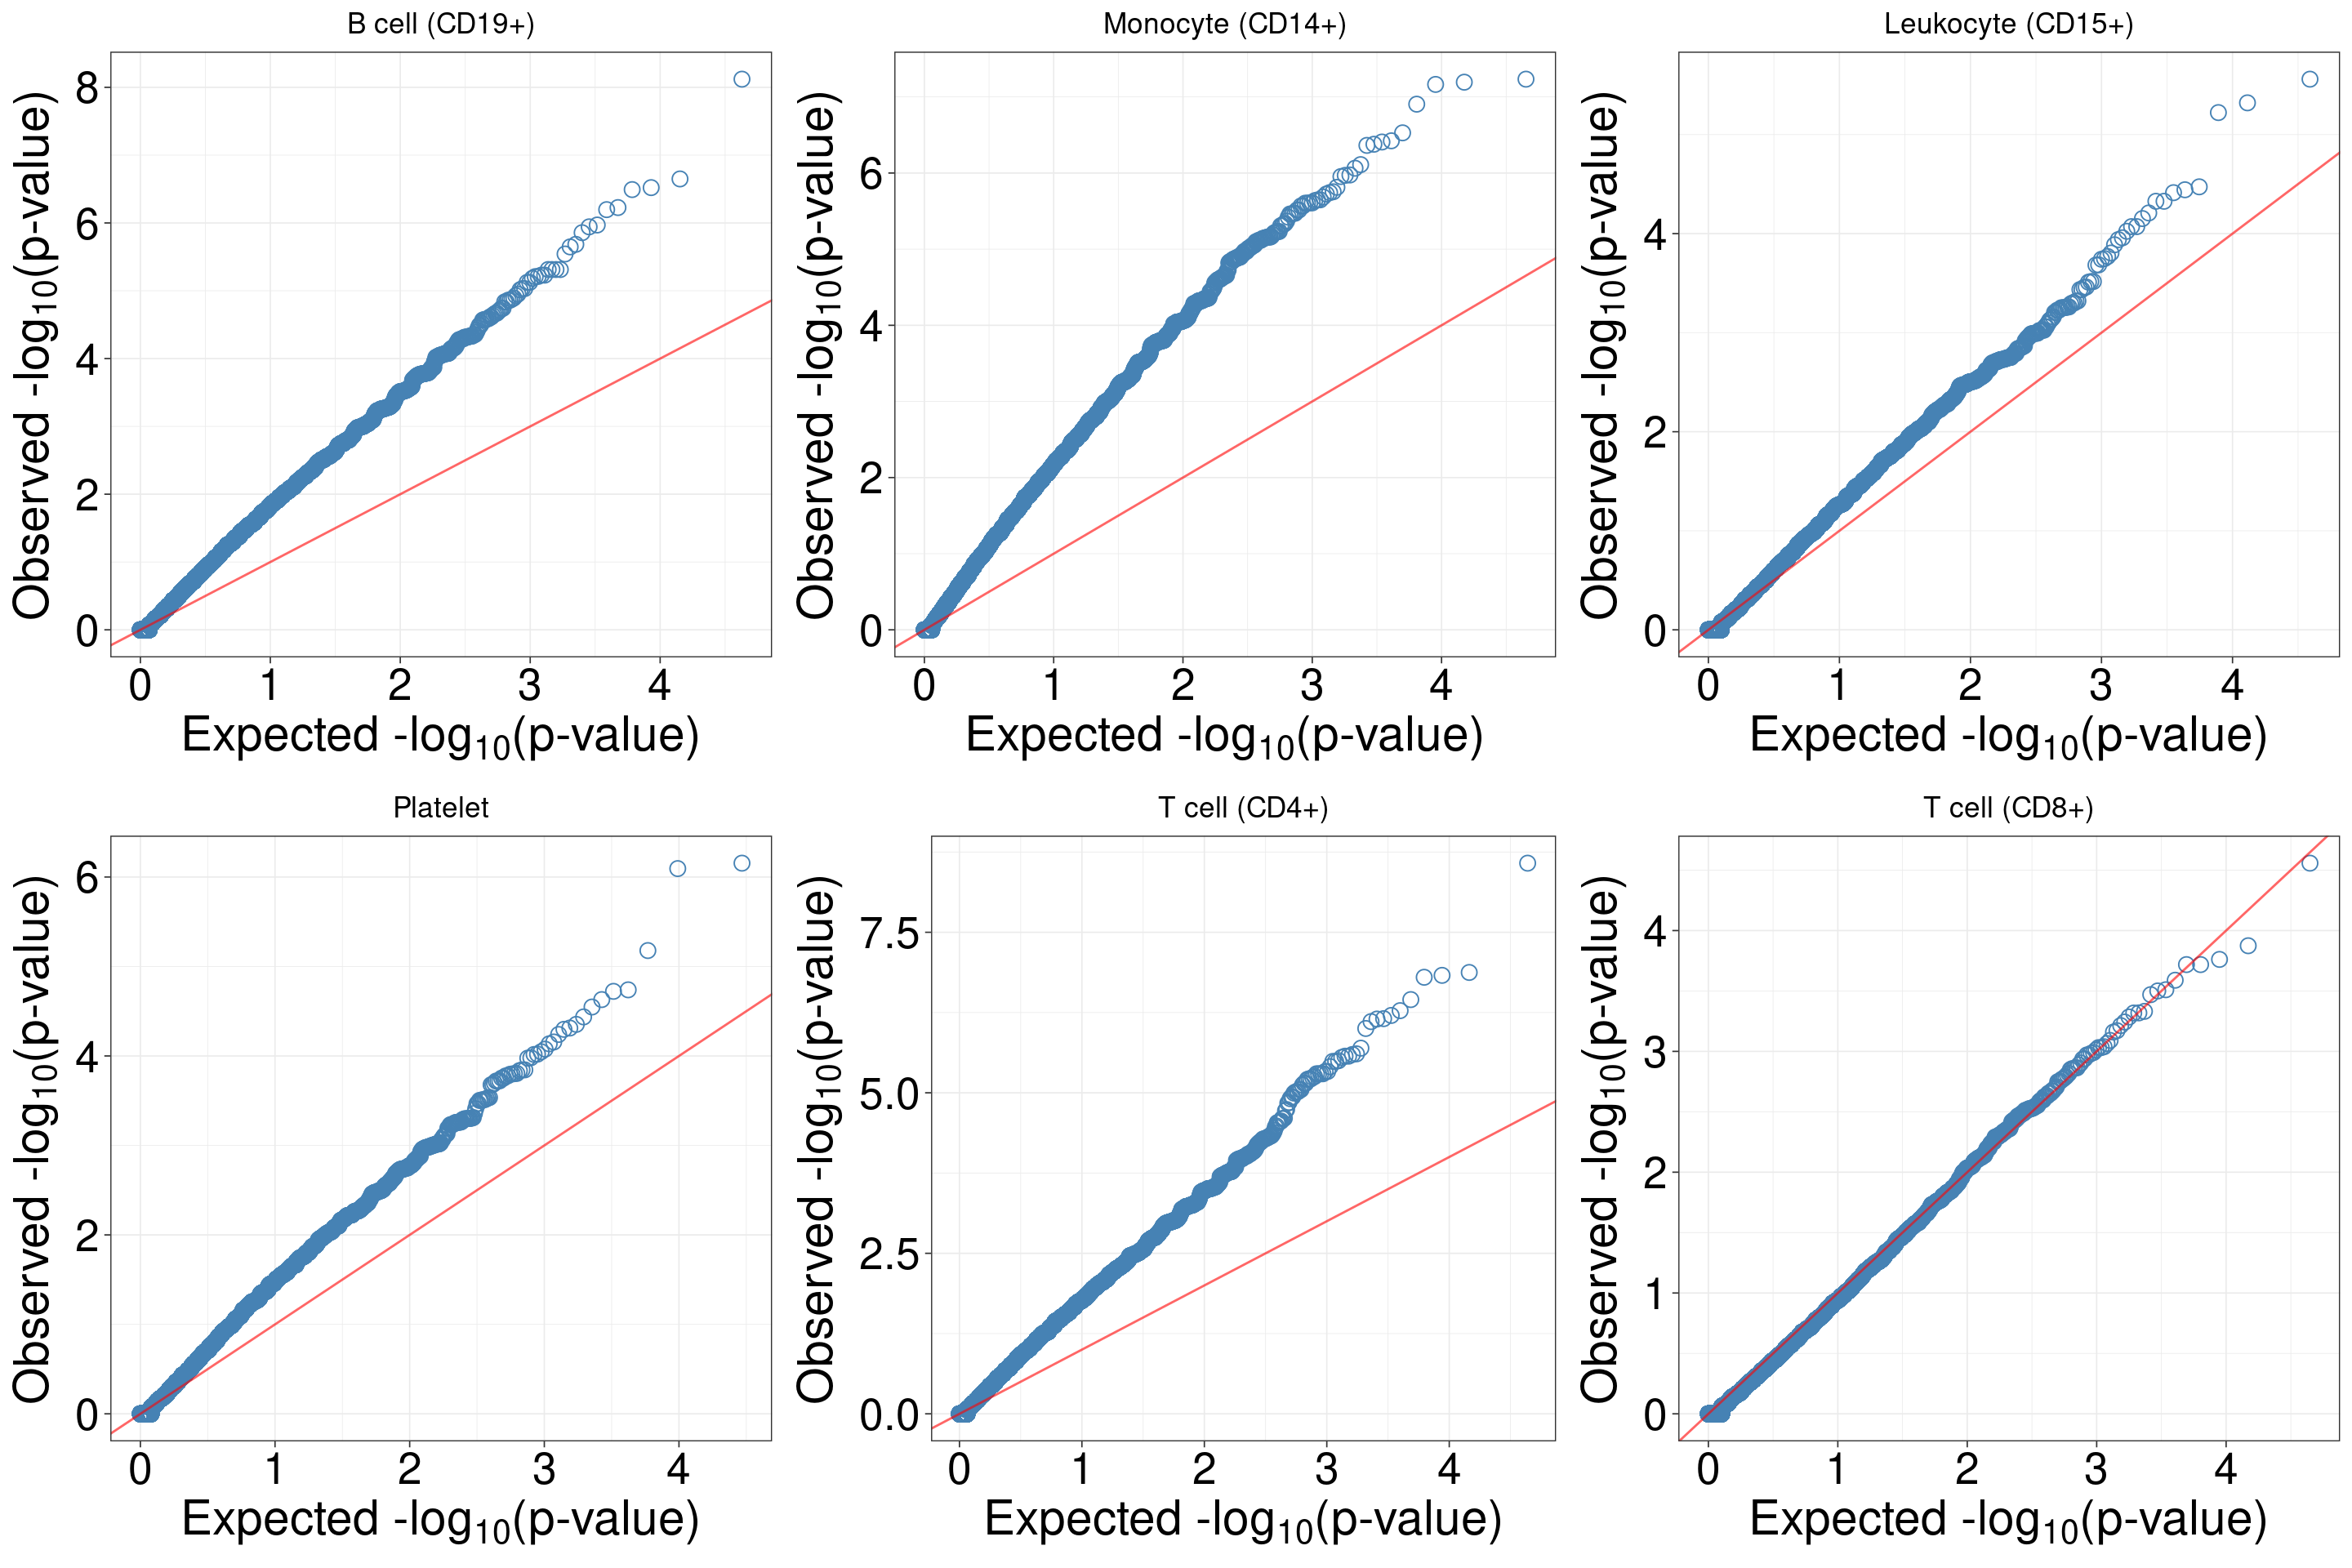 B cell (CD19+)
Observed -log10(p-value)
8
6
4
2
0
0 1 2 3 4
Expected -log10(p-value)
Monocyte (CD14+)
Observed -log10(p-value)
6
4
2
0
0 1 2 3 4
Expected -log10(p-value)
Leukocyte (CD15+)
Observed -log10(p-value)
4
2
0
0 1 2 3 4
Expected -log10(p-value)
Platelet
Observed -log10(p-value)
6
4
2
0
0 1 2 3 4
Expected -log10(p-value)
T cell (CD4+)
Observed -log10(p-value)
7.5
5.0
2.5
0.0
0 1 2 3 4
Expected -log10(p-value)
T cell (CD8+)
Observed -log10(p-value)
4
3
2
1
0
0 1 2 3 4
Expected -log10(p-value)